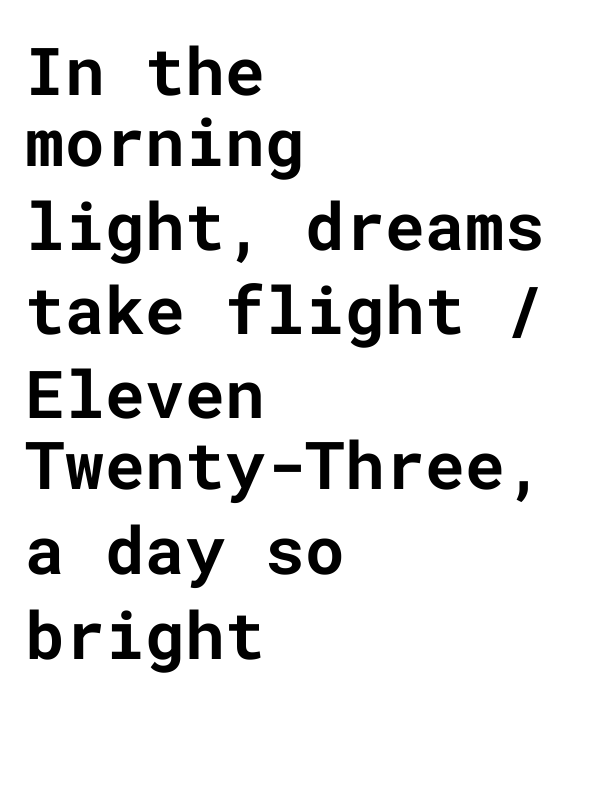 In the
morning
light, dreams
take flight /
Eleven
Twenty-Three,
a day so
bright